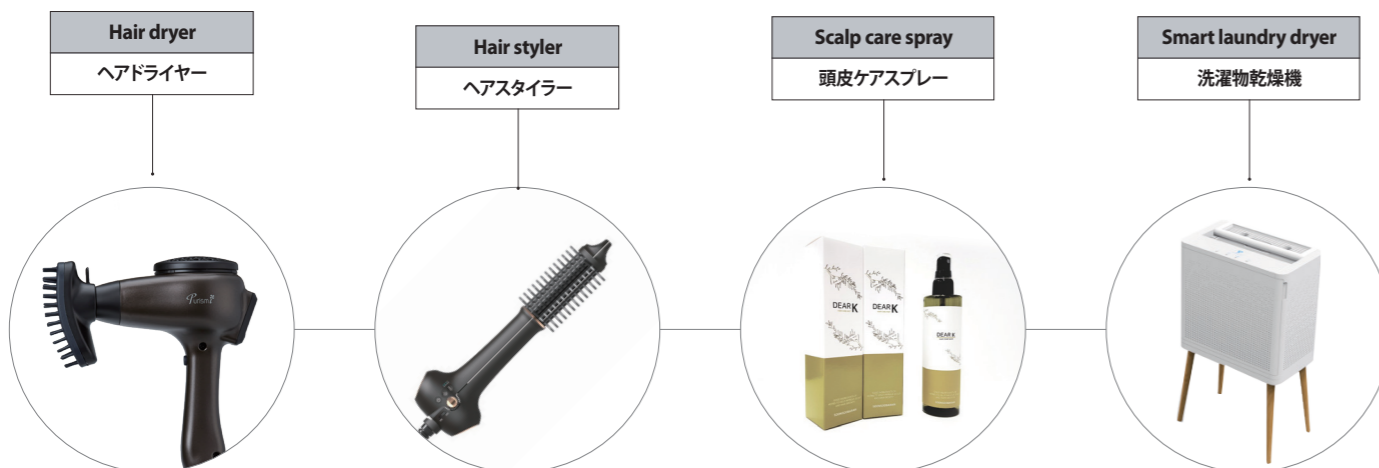 Hair dryer
ヘアドライヤー
Hair styler
ヘアスタイラー
Scalp care spray
頭皮ケアスプレー
Smart laundry dryer
洗濯物乾燥機
DEAR K
DEAR K
DEAR K